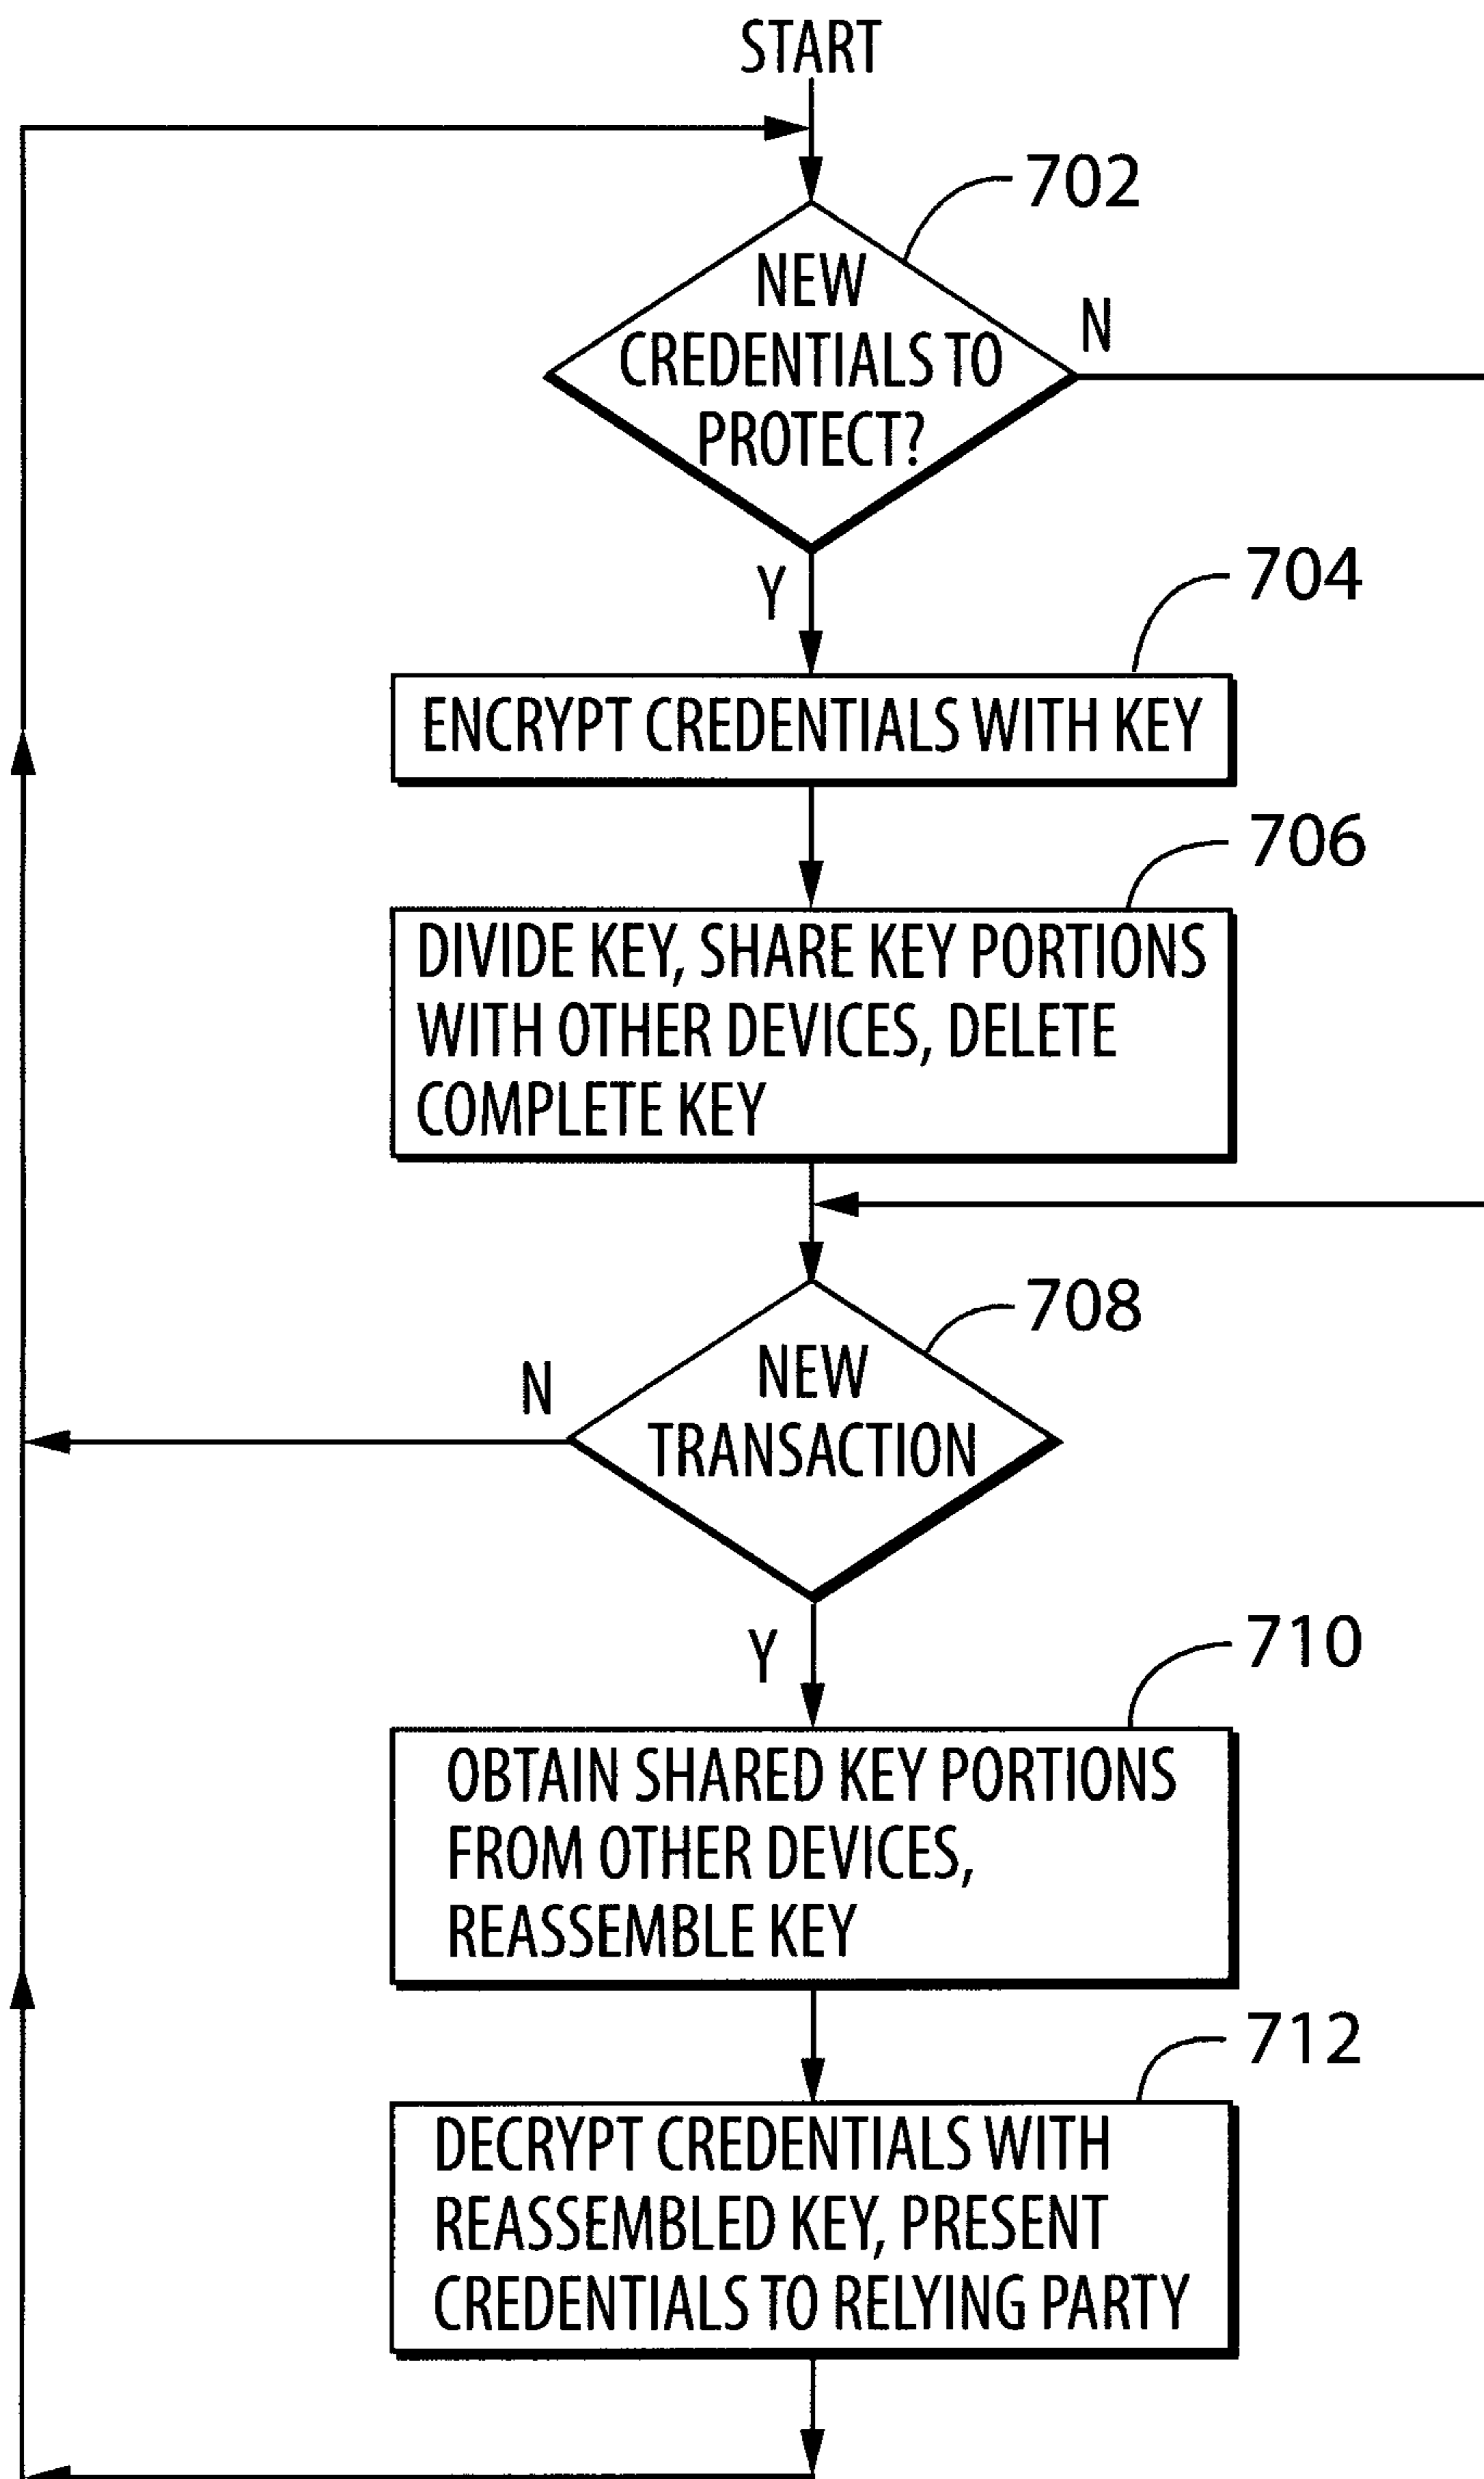 START
702
NEW
CREDENTIALS TO
PROTECT?
N
Y
704
ENCRYPT CREDENTIALS WITH KEY
706
DIVIDE KEY, SHARE KEY PORTIONS
WITH OTHER DEVICES, DELETE
COMPLETE KEY
708
NEW
TRANSACTION
N
Y
710
OBTAIN SHARED KEY PORTIONS
FROM OTHER DEVICES,
REASSEMBLE KEY
712
DECRYPT CREDENTIALS WITH
REASSEMBLED KEY, PRESENT
CREDENTIALS TO RELYING PARTY